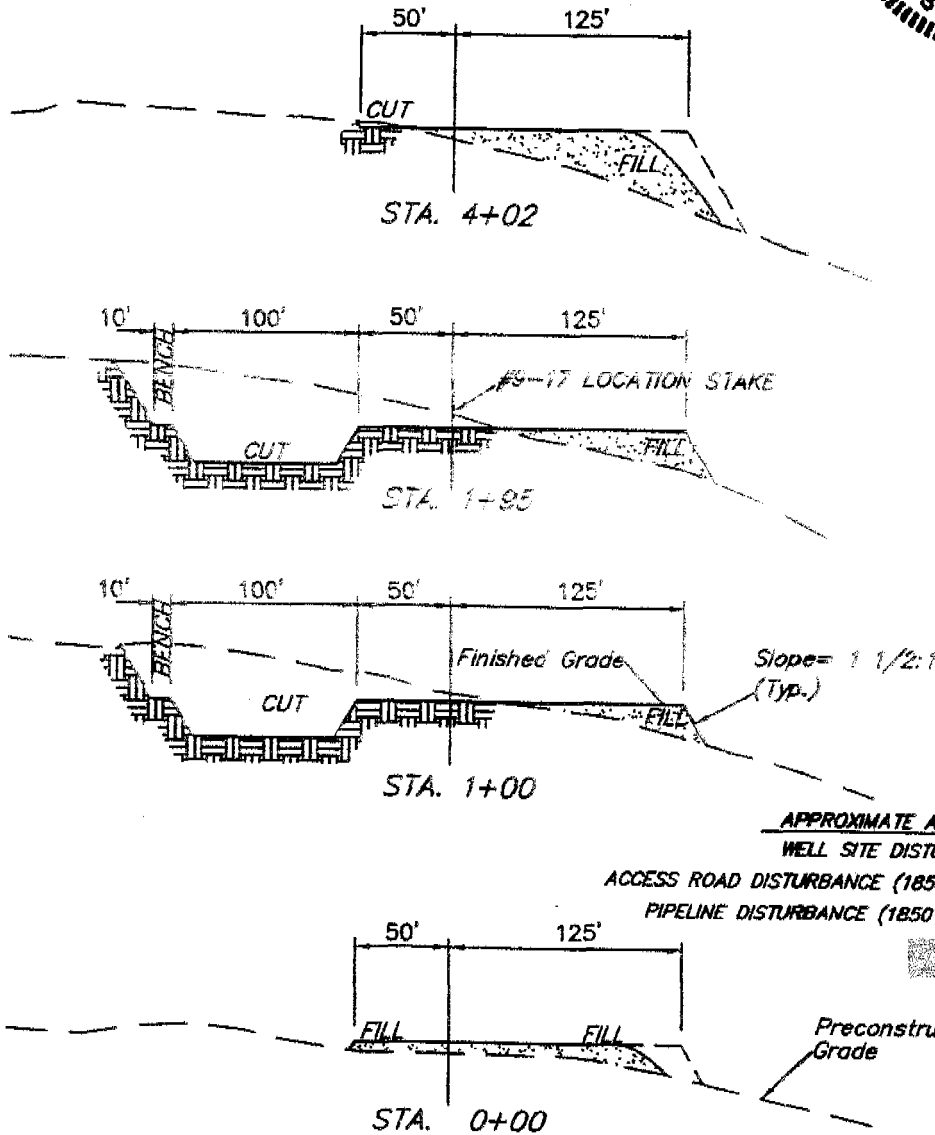 50' 125'
CUT
FILL
STA. 4+02
10' BENCH 100' 50' 125'
#9-17 LOCATION STAKE
CUT
FILL
STA. 1+95
10' BENCH 100' 50' 125'
Finished Grade
Slope= 1 1/2:1
(Typ.)
CUT
FILL
STA. 1+00
APPROXIMATE A
WELL SITE DISTU
ACCESS ROAD DISTURBANCE (185
PIPELINE DISTURBANCE (1850
50' 125'
FILL FILL
Preconstru
Grade
STA. 0+00